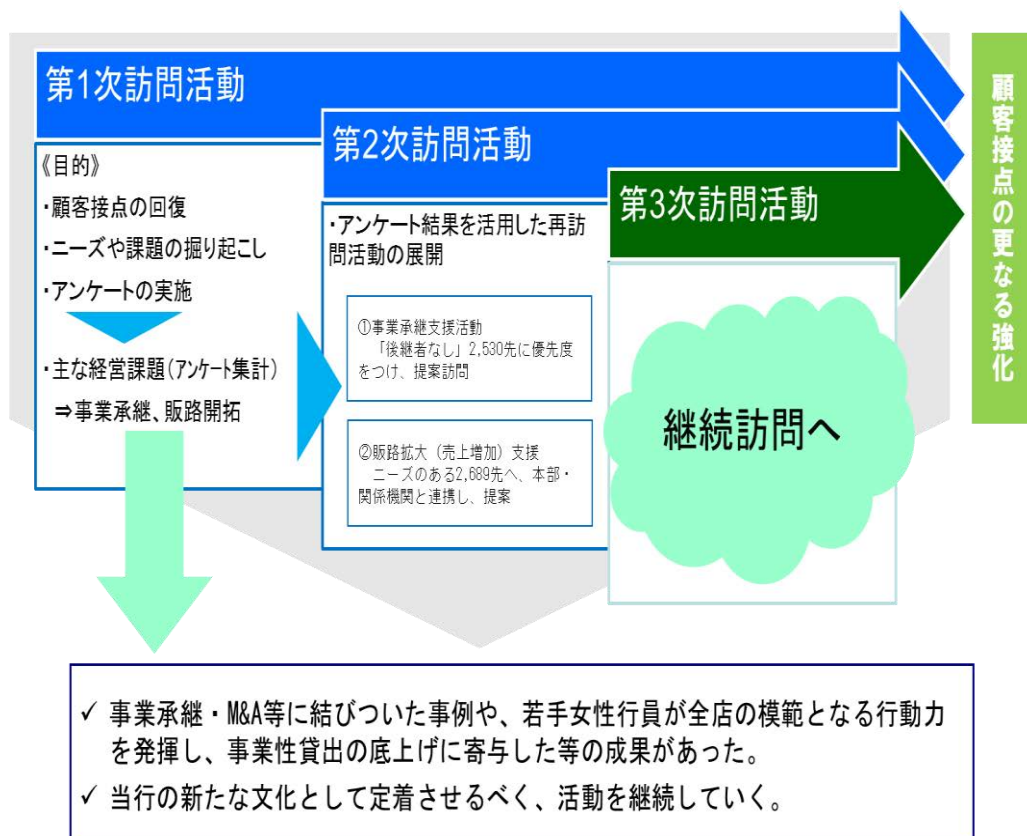 第1次訪問活動
《目的》
・顧客接点の回復
・ニーズや課題の掘り起こし
・アンケートの実施
・主な経営課題(アンケート集計)
⇒事業承継、販路開拓
第2次訪問活動
・アンケート結果を活用した再訪
問活動の展開
①事業承継支援活動
「後継者なし」2,530先に優先度
をつけ、提案訪問
②販路拡大（売上増加）支援
ニーズのある2,689先へ、本部・
関係機関と連携し、提案
第3次訪問活動
継続訪問へ
顧客接点の更なる強化
✓ 事業承継・M&A等に結びついた事例や、若手女性行員が全店の模範となる行動力
を発揮し、事業性貸出の底上げに寄与した等の成果があった。
✓ 当行の新たな文化として定着させるべく、活動を継続していく。